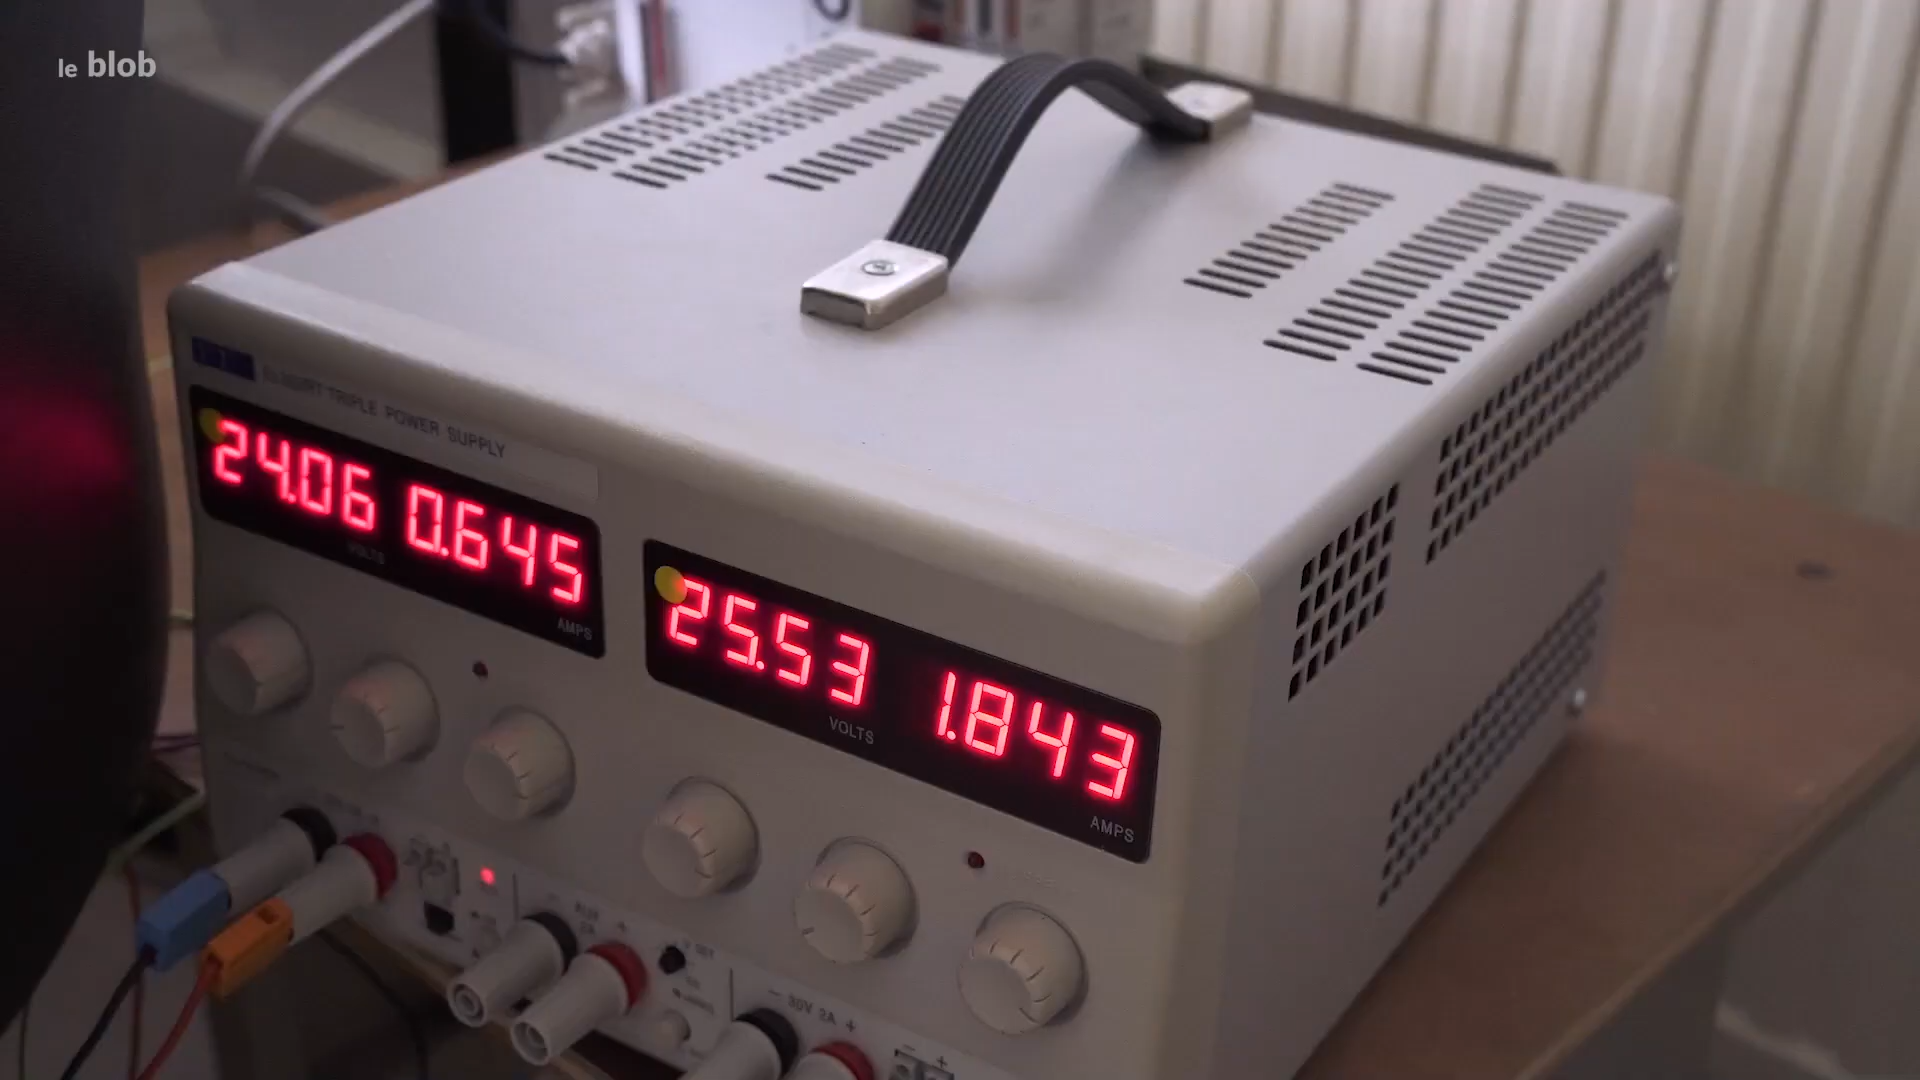 le blob
TRIPLE POWER SUPPLY
24.06 0.645
VOLTS
AMPS
25.53 1.843
VOLTS
AMPS
- 30V 2A +